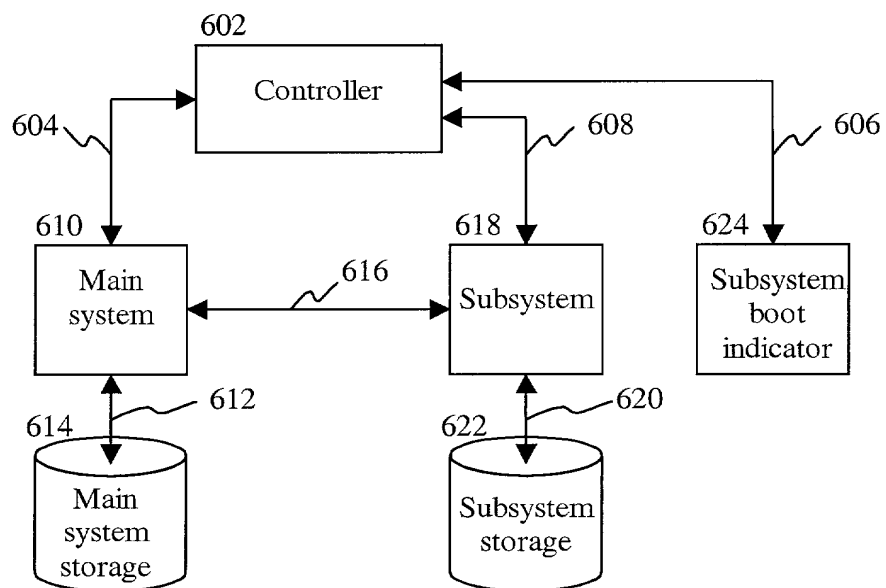 602
Controller
604
608
606
610
618
624
Main
system
616
Subsystem
Subsystem
boot
indicator
612
620
614
622
Main
system
storage
Subsystem
storage